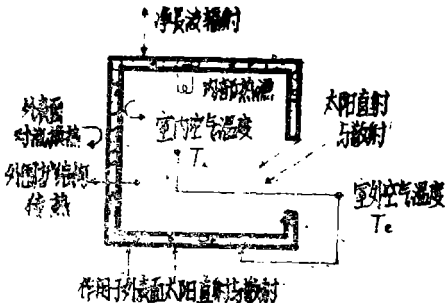 净长波辐射
内部热源
外表面
对流换热
室内空气温度
T
太阳直射
与散射
外围护结构
传热
室外空气温度
Te
作用于外表面太阳直射与散射